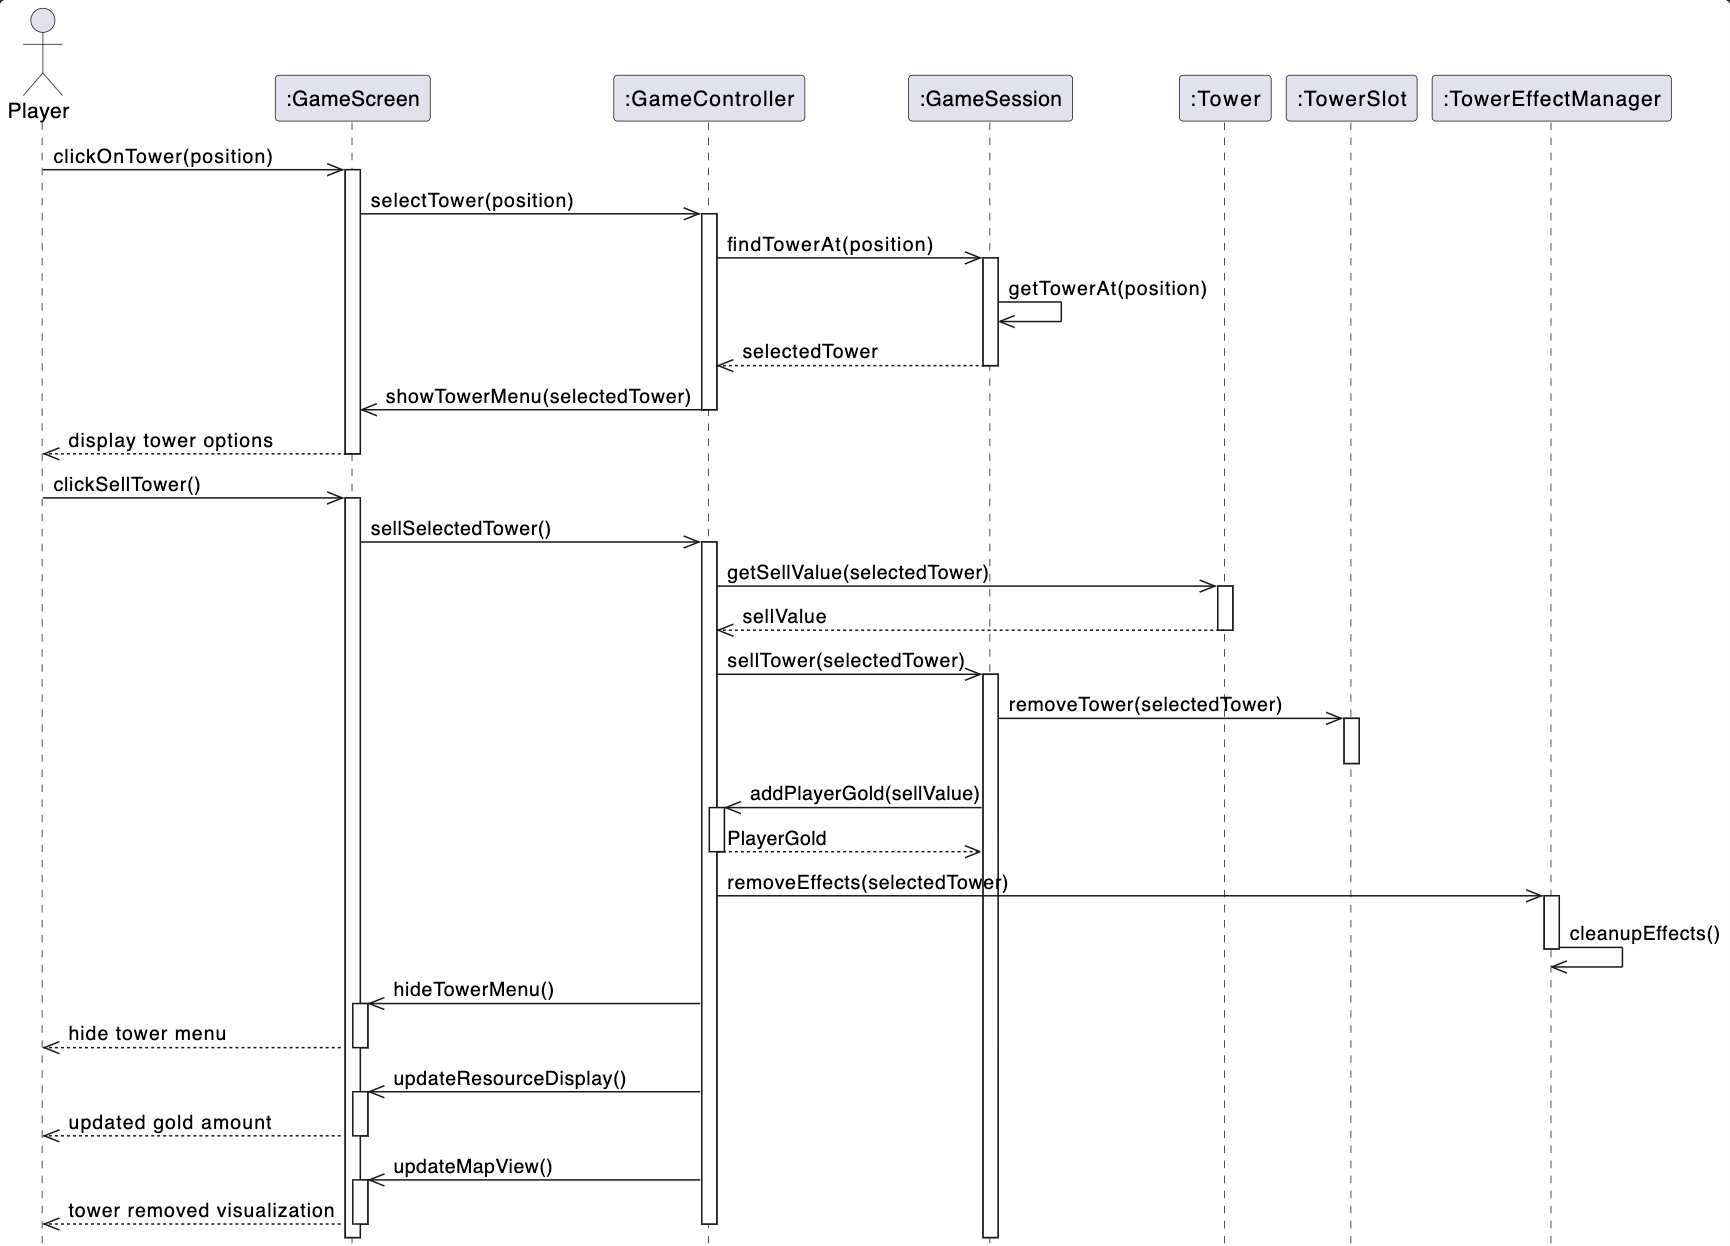 Player
:GameScreen
:GameController
:GameSession
:Tower
:TowerSlot
:TowerEffectManager
clickOnTower(position)
selectTower(position)
findTowerAt(position)
getTowerAt(position)
selectedTower
showTowerMenu(selectedTower)
display tower options
clickSellTower()
sellSelectedTower()
getSellValue(selectedTower)
sellValue
sellTower(selectedTower)
removeTower(selectedTower)
addPlayerGold(sellValue)
PlayerGold
removeEffects(selectedTower)
cleanupEffects()
hideTowerMenu()
hide tower menu
updateResourceDisplay()
updated gold amount
updateMapView()
tower removed visualization